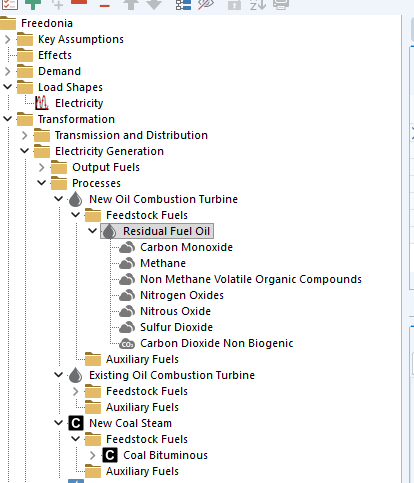 Freedonia
Key Assumptions
Effects
Demand
Load Shapes
Electricity
Transformation
Transmission and Distribution
Electricity Generation
Output Fuels
Processes
New Oil Combustion Turbine
Feedstock Fuels
Residual Fuel Oil
Carbon Monoxide
Methane
Non Methane Volatile Organic Compounds
Nitrogen Oxides
Nitrous Oxide
Sulfur Dioxide
CO₂ Carbon Dioxide Non Biogenic
Auxiliary Fuels
Existing Oil Combustion Turbine
Feedstock Fuels
Auxiliary Fuels
C New Coal Steam
Feedstock Fuels
C Coal Bituminous
Auxiliary Fuels